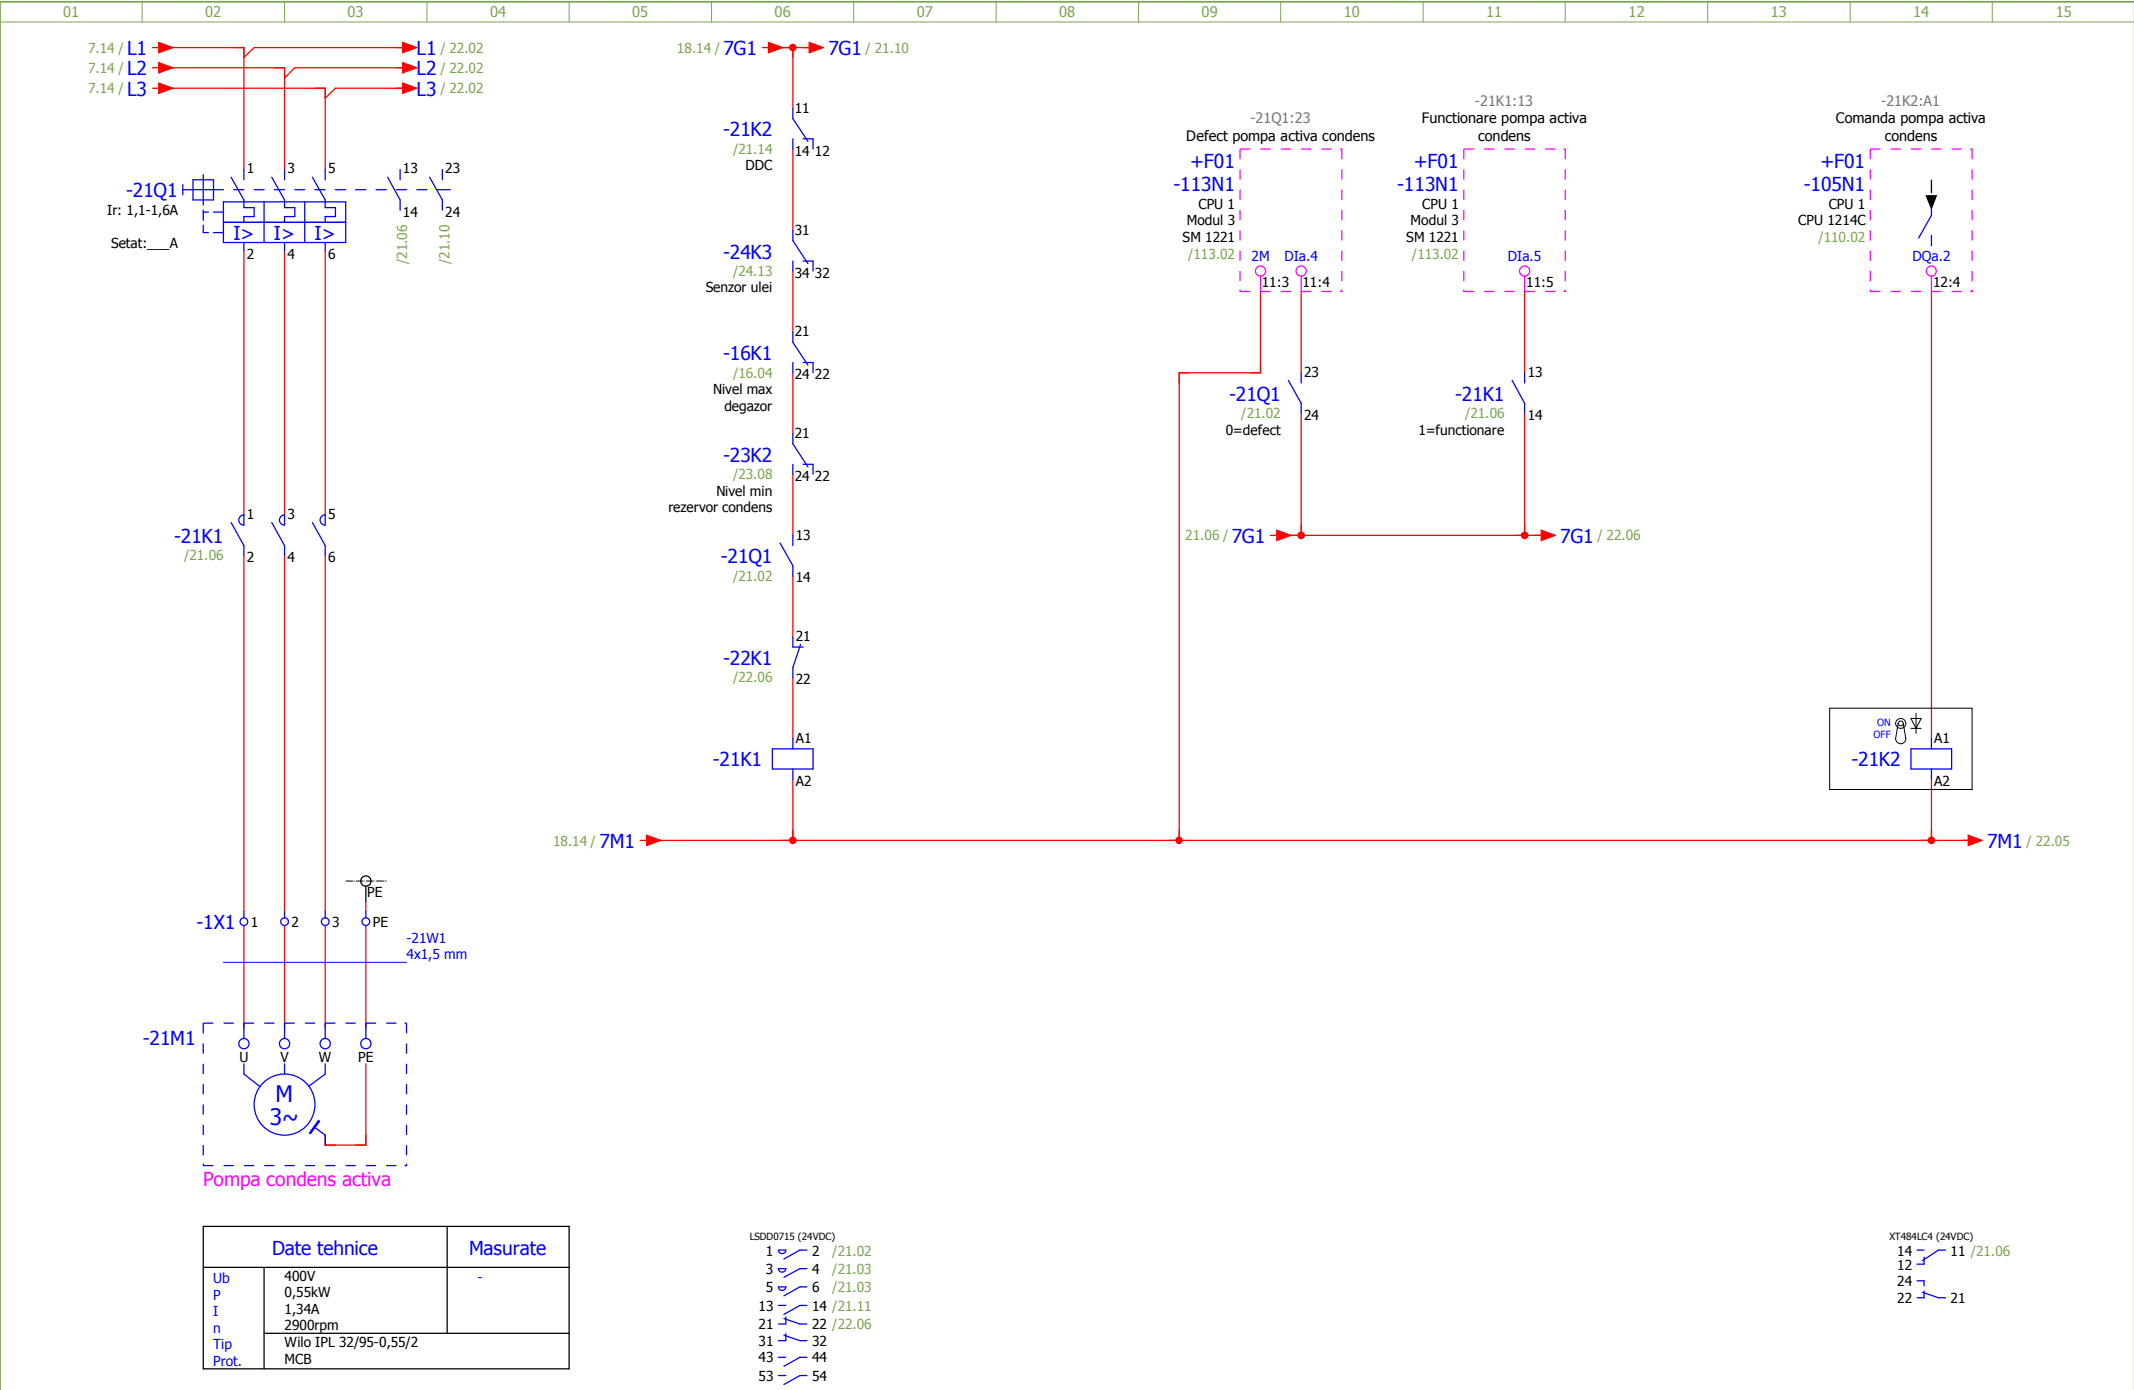 01 02 03 04 05 06 07 08 09 10 11 12 13 14 15
7.14 / L1 L1 / 22.02
7.14 / L2 L2 / 22.02
7.14 / L3 L3 / 22.02
-21Q1
Ir: 1,1-1,6A
Setat:___A
1 3 5 13 23
I> I> I>
2 4 6 14 24
/21.06 /21.10
-21K1
/21.06
1 3 5
2 4 6
PE
-1X1 1 2 3 PE
-21W1
4x1,5 mm
-21M1
U V W PE
M
3~
Pompa condens activa
Date tehnice Masurate
Ub 400V -
P 0,55kW
I 1,34A
n 2900rpm
Tip Wilo IPL 32/95-0,55/2
Prot. MCB
18.14 / 7G1 7G1 / 21.10
11
-21K2
/21.14 14 12
DDC
31
-24K3
/24.13 34 32
Senzor ulei
21
-16K1
/16.04 24 22
Nivel max
degazor
21
-23K2
/23.08 24 22
Nivel min
rezervor condens
13
-21Q1
/21.02 14
21
-22K1
/22.06 22
A1
-21K1
A2
18.14 / 7M1 7M1 / 22.05
LSDD0715 (24VDC)
1 2 /21.02
3 4 /21.03
5 6 /21.03
13 14 /21.11
21 22 /22.06
31 32
43 44
53 54
-21Q1:23
Defect pompa activa condens
+F01
-113N1
CPU 1
Modul 3
SM 1221
/113.02 2M DIa.4
11:3 11:4
23
-21Q1
/21.02 24
0=defect
-21K1:13
Functionare pompa activa
condens
+F01
-113N1
CPU 1
Modul 3
SM 1221
/113.02 DIa.5
11:5
13
-21K1
/21.06 14
1=functionare
21.06 / 7G1 7G1 / 22.06
-21K2:A1
Comanda pompa activa
condens
+F01
-105N1
CPU 1
CPU 1214C
/110.02 DQa.2
12:4
ON
OFF
A1
-21K2
A2
XT484LC4 (24VDC)
14 11 /21.06
12
24
22 21